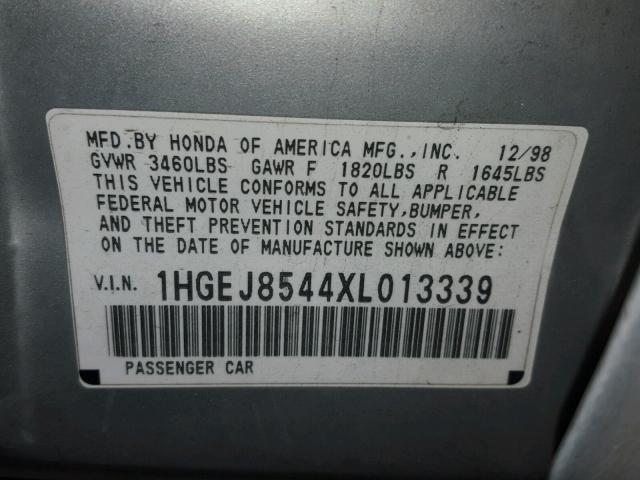 MFD.BY HONDA OF AMERICA MFG.,INC. 12/98
GVWR 3460LBS GAWR F 1820LBS R 1645LBS
THIS VEHICLE CONFORMS TO ALL APPLICABLE
FEDERAL MOTOR VEHICLE SAFETY,BUMPER,
AND THEFT PREVENTION STANDARDS IN EFFECT
ON THE DATE OF MANUFACTURE SHOWN ABOVE:
V.I.N. 1HGEJ8544XL013339
PASSENGER CAR